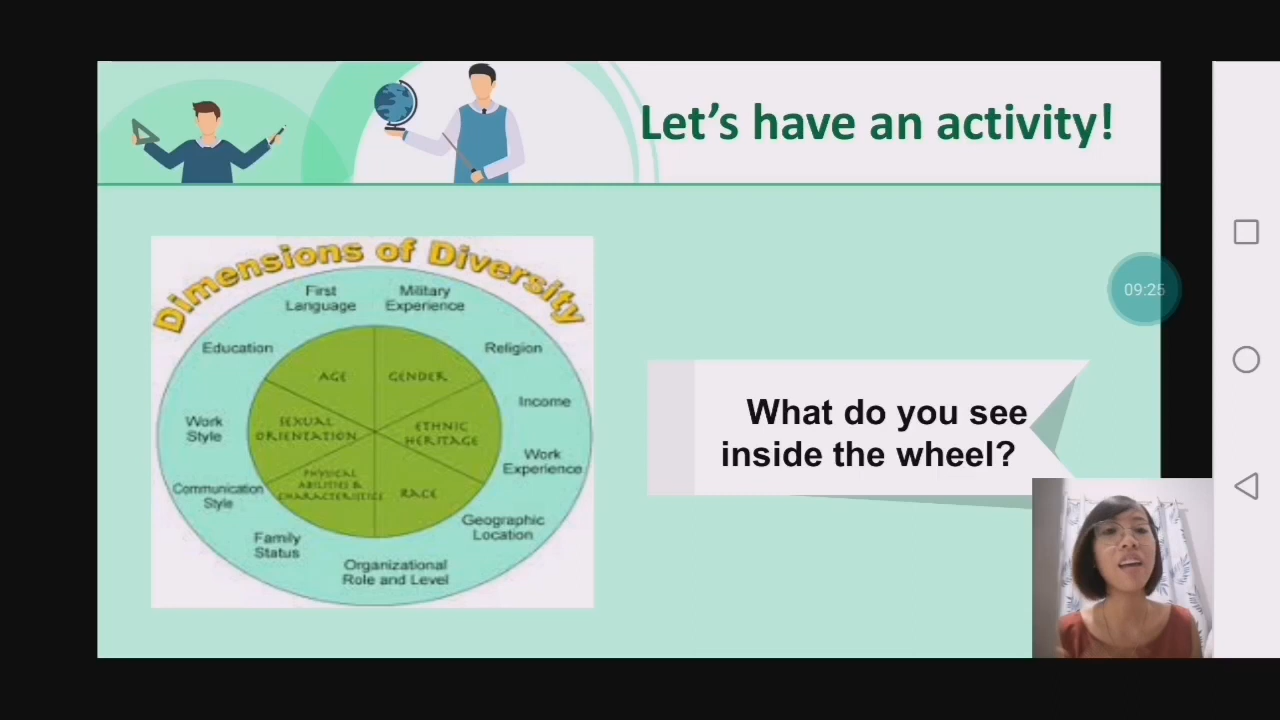 Let's have an activity!
Dimensions of Diversity
First
Language
Military
Experience
Education
Religion
Work
Style
Income
Communication
Style
Work
Experience
Family
Status
Geographic
Location
Organizational
Role and Level
AGE
GENDER
SEXUAL
ORIENTATION
ETHNIC
HERITAGE
PHYSICAL
ABILITIES &
CHARACTERISTICS
RACE
What do you see
inside the wheel?
09:25